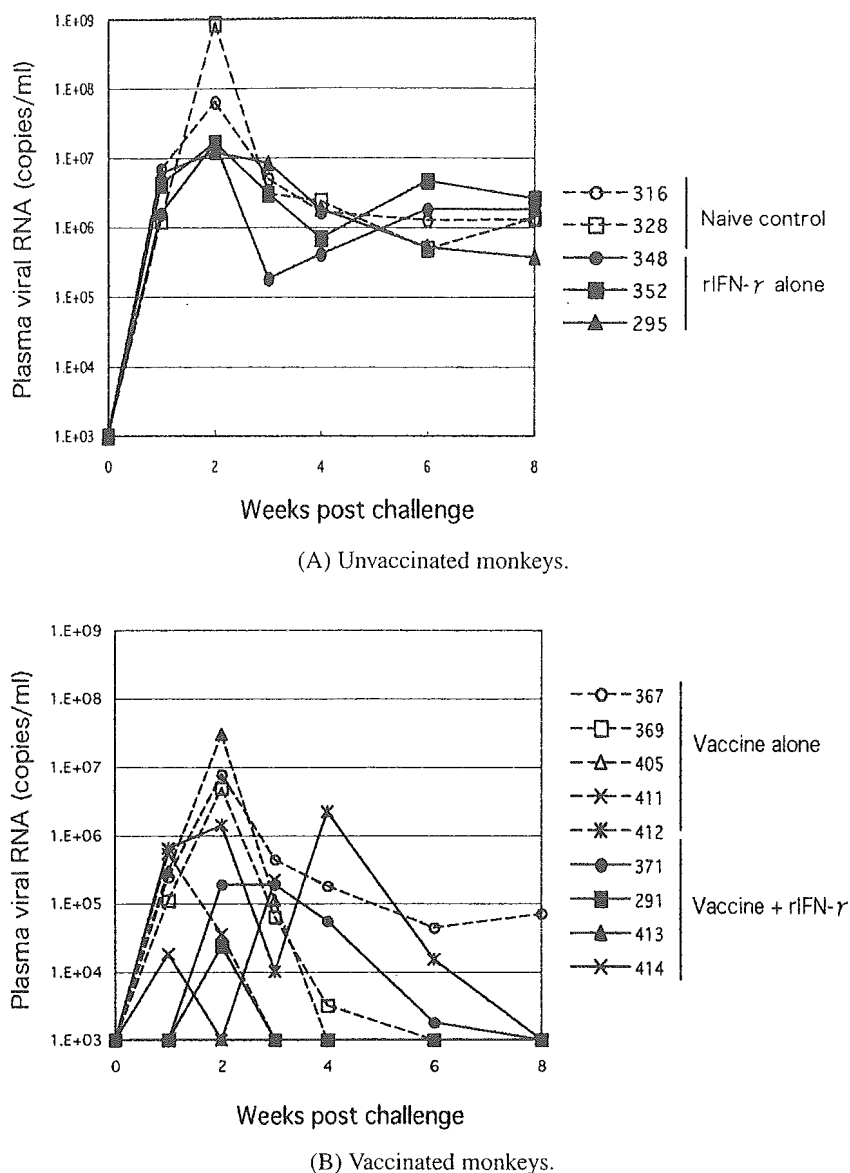 Plasma viral RNA (copies/ml)
1.E+09
1.E+08
1.E+07
1.E+06
1.E+05
1.E+04
1.E+03
0 2 4 6 8
Weeks post challenge
316
328
348
352
295
Naive control
rIFN-γ alone
(A) Unvaccinated monkeys.
Plasma viral RNA (copies/ml)
1.E+09
1.E+08
1.E+07
1.E+06
1.E+05
1.E+04
1.E+03
0 2 4 6 8
Weeks post challenge
367
369
405
411
412
371
291
413
414
Vaccine alone
Vaccine + rIFN-γ
(B) Vaccinated monkeys.